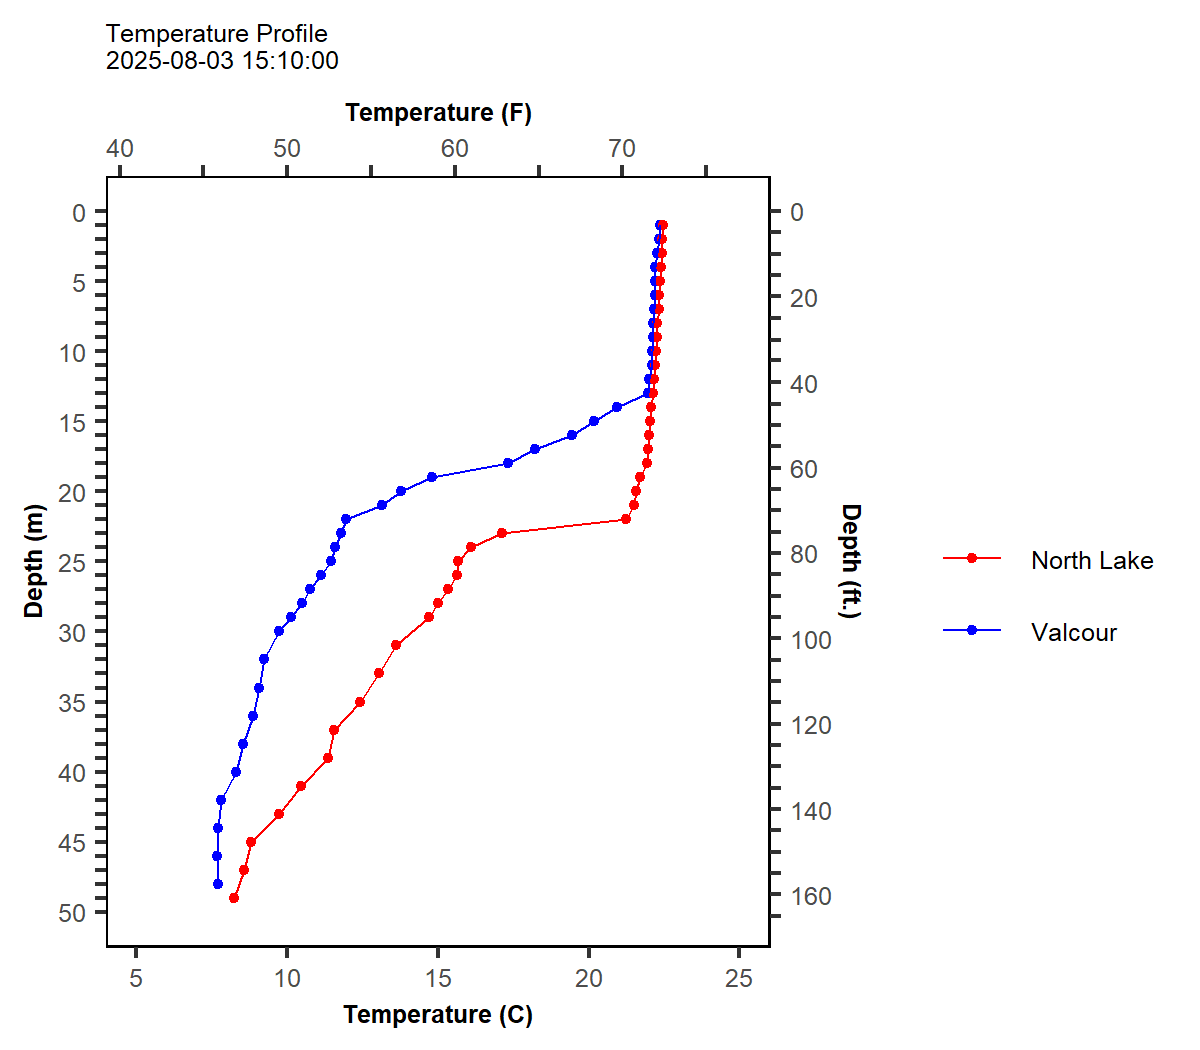 Temperature Profile
2025-08-03 15:10:00
Temperature (F)
40 50 60 70
0 5 10 15 20 25 30 35 40 45 50
Depth (m)
0 20 40 60 80 100 120 140 160
Depth (ft.)
North Lake
Valcour
5 10 15 20 25
Temperature (C)